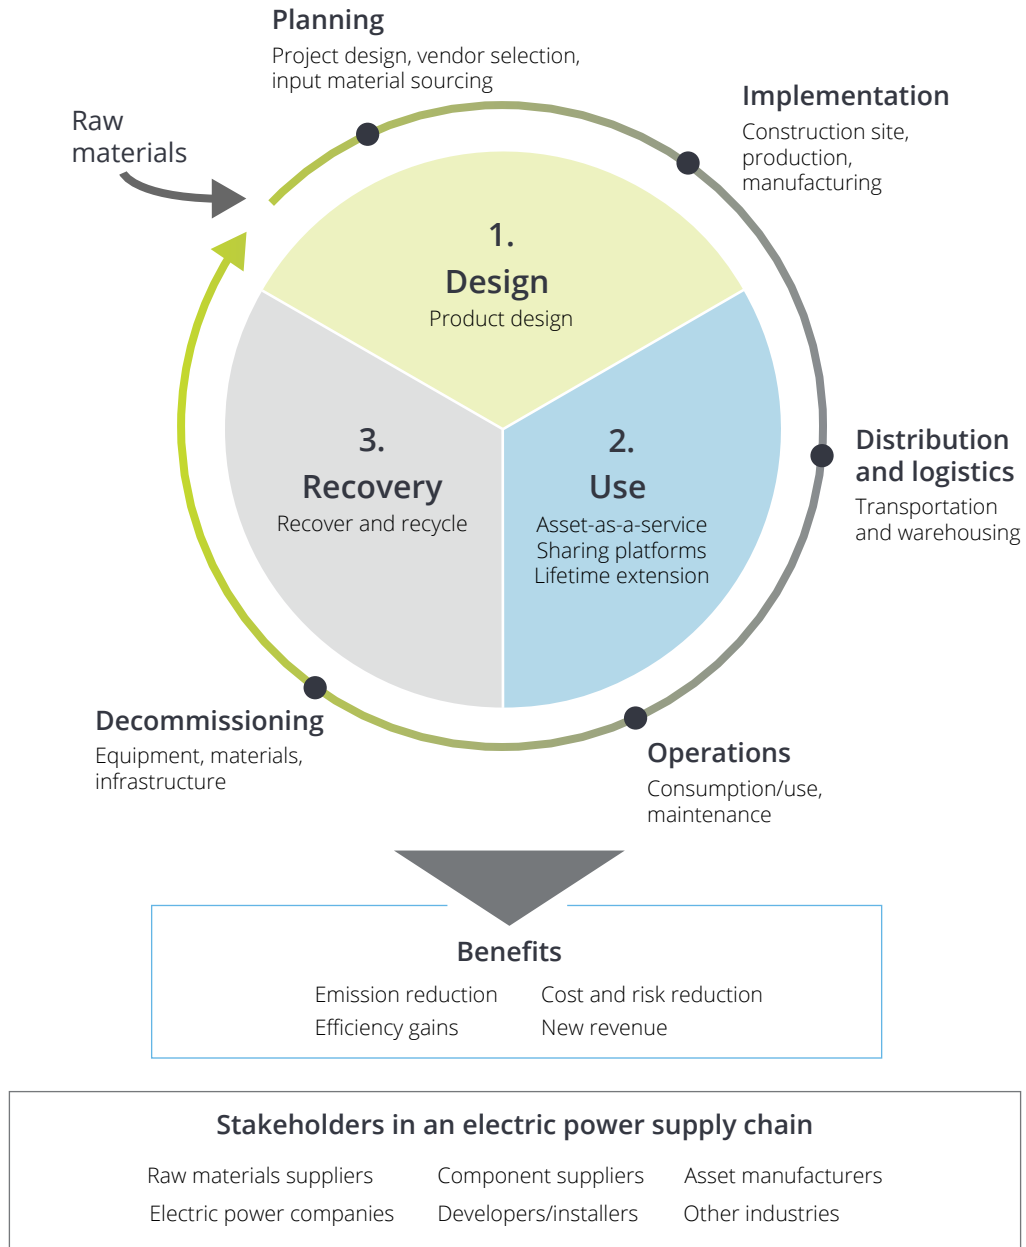 Planning
Project design, vendor selection,
input material sourcing
Raw
materials
Implementation
Construction site,
production,
manufacturing
1.
Design
Product design
2.
Use
Asset-as-a-service
Sharing platforms
Lifetime extension
3.
Recovery
Recover and recycle
Distribution
and logistics
Transportation
and warehousing
Operations
Consumption/use,
maintenance
Decommissioning
Equipment, materials,
infrastructure
Benefits
Emission reduction Cost and risk reduction
Efficiency gains New revenue
Stakeholders in an electric power supply chain
Raw materials suppliers Component suppliers Asset manufacturers
Electric power companies Developers/installers Other industries